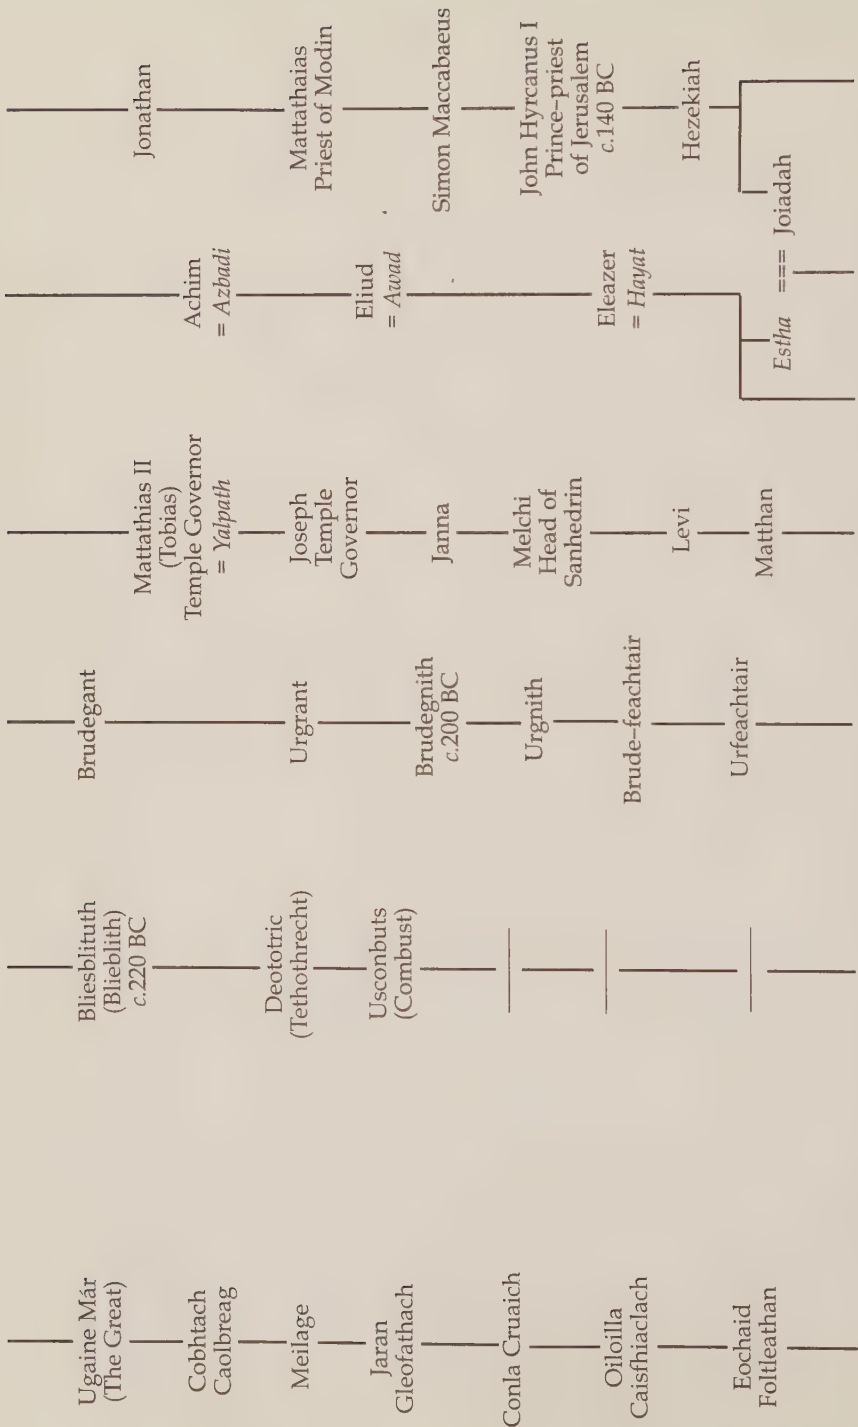 Ugaine Már
(The Great)
Cobhtach
Caolbreag
Meilage
Jaran
Gleofathach
Conla Cruaich
Oiloilla
Caisfhiaclach
Eochaid
Foltleathan
Bliesblituth
(Blieblith)
c.220 BC
Deototric
(Tethothrecht)
Usconbuts
(Combust)
Brudegant
Urgrant
Brudegnith
c.200 BC
Urgnith
Brude-feachtair
Urfeachtair
Mattathias II
(Tobias)
Temple Governor
= Yalpath
Joseph
Temple
Governor
Janna
Melchi
Head of
Sanhedrin
Levi
Matthan
Achim
= Azbadi
Eliud
= Awad
Eleazer
= Hayat
Estha === Joiadah
Jonathan
Mattathaias
Priest of Modin
Simon Maccabaeus
John Hyrcanus I
Prince-priest
of Jerusalem
c.140 BC
Hezekiah